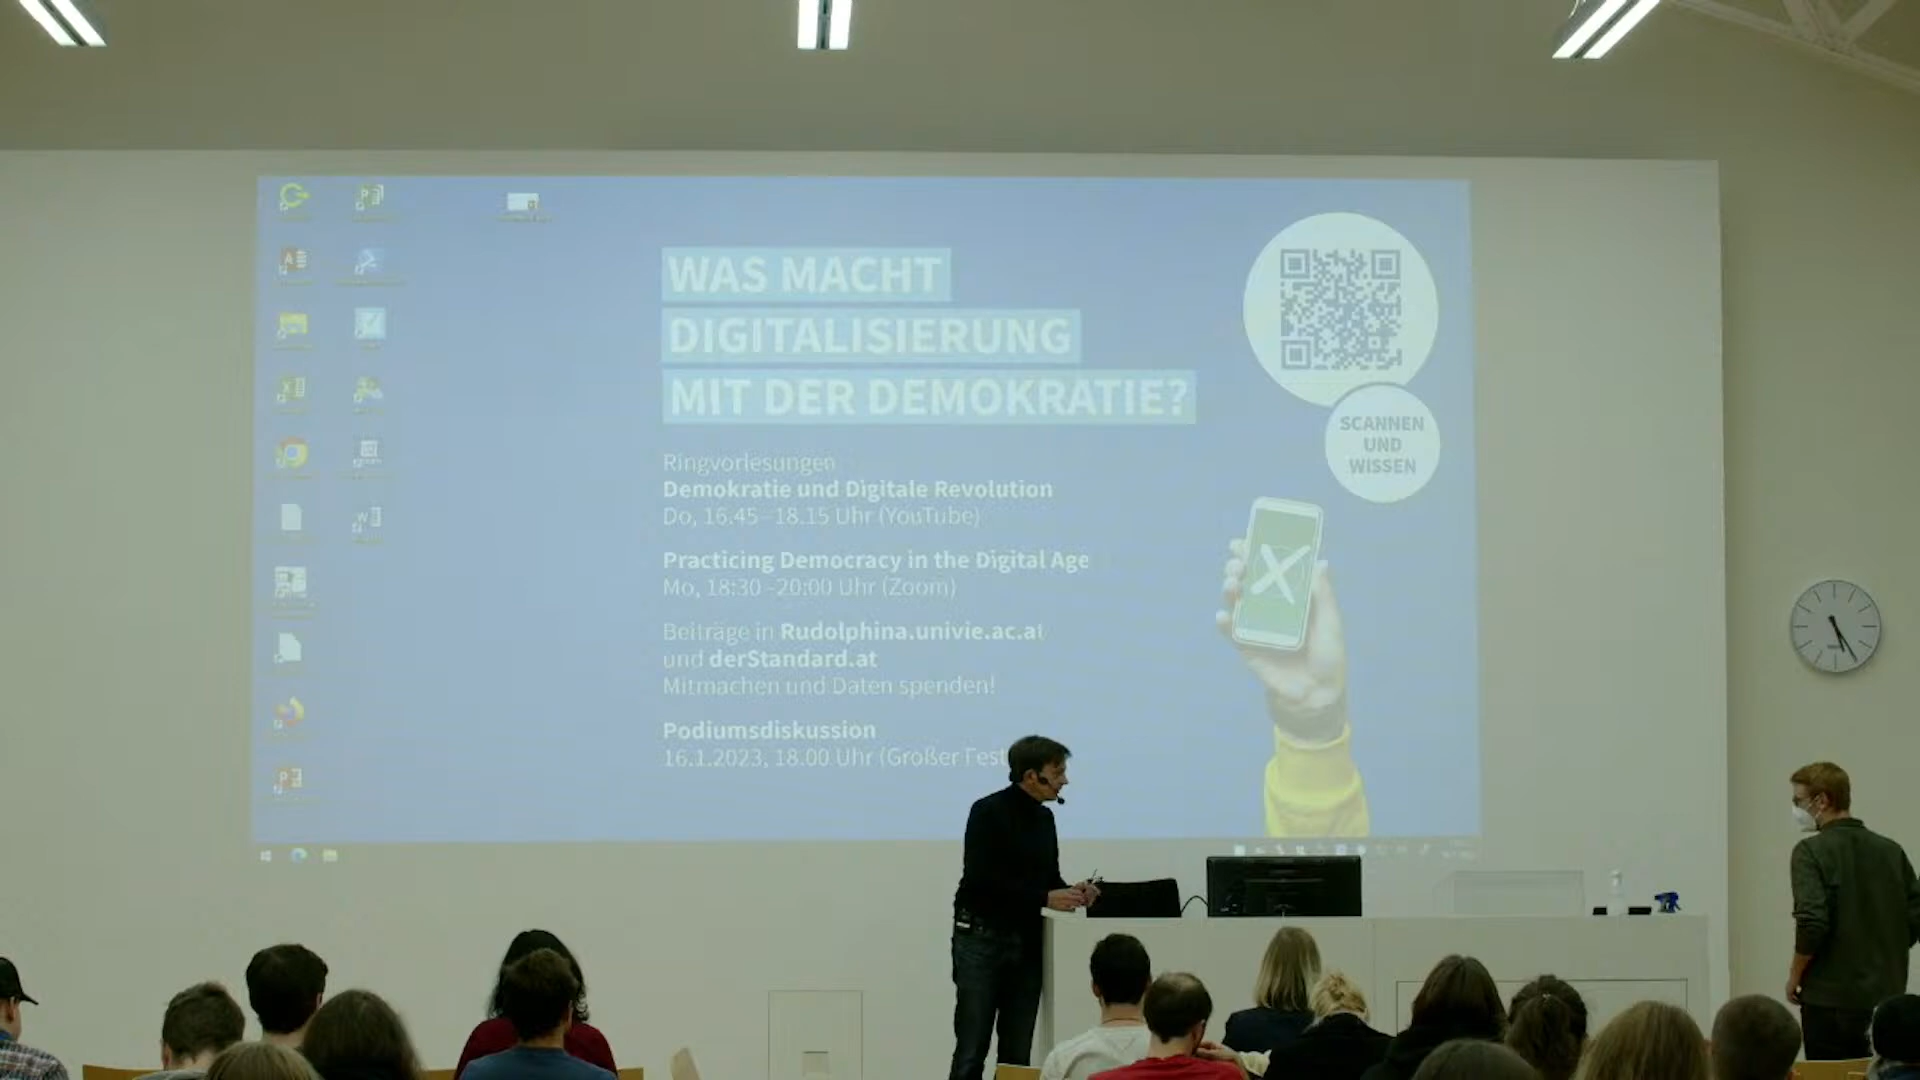 WAS MACHT
DIGITALISIERUNG
MIT DER DEMOKRATIE?
SCANNEN
UND
WISSEN
Ringvorlesungen
Demokratie und Digitale Revolution
Do, 16.45–18.15 Uhr (YouTube)
Practicing Democracy in the Digital Age
Mo, 18:30–20:00 Uhr (Zoom)
Beiträge in Rudolphina.univie.ac.at
und derStandard.at
Mitmachen und Daten spenden!
Podiumsdiskussion
16.1.2023, 18.00 Uhr (Großer Fest